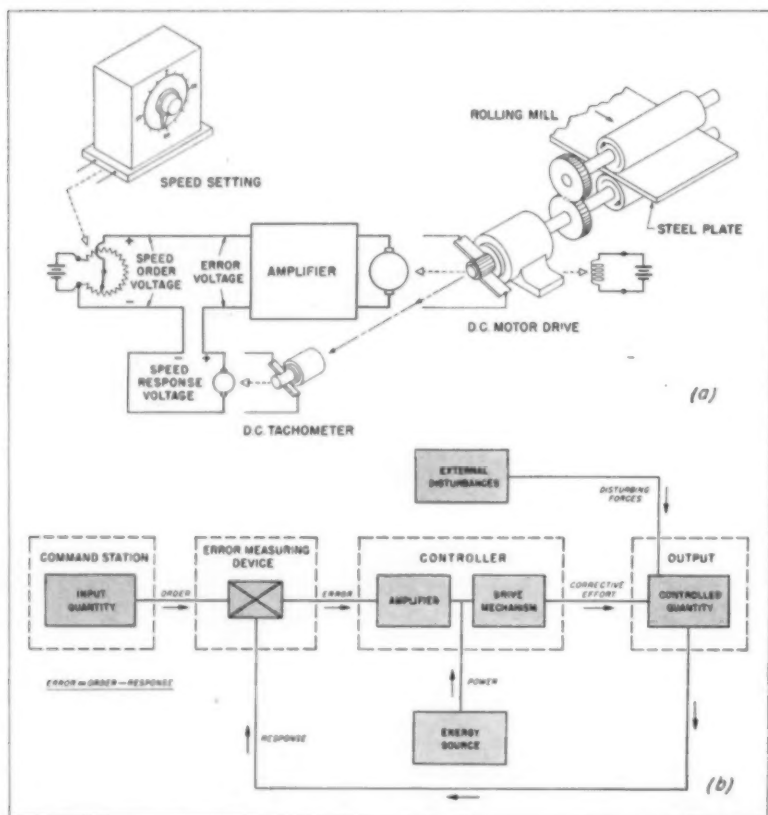 ROLLING MILL
SPEED SETTING
STEEL PLATE
+
SPEED
ORDER
VOLTAGE
ERROR
VOLTAGE
AMPLIFIER
-
D.C. MOTOR DRIVE
- +
SPEED
RESPONSE
VOLTAGE
D.C. TACHOMETER
(a)
EXTERNAL
DISTURBANCES
DISTURBING
FORCES
COMMAND STATION
ERROR MEASURING
DEVICE
CONTROLLER
OUTPUT
INPUT
QUANTITY
ORDER
ERROR
AMPLIFIER
DRIVE
MECHANISM
CORRECTIVE
EFFORT
CONTROLLED
QUANTITY
ERROR = ORDER - RESPONSE
POWER
RESPONSE
ENERGY
SOURCE
(b)